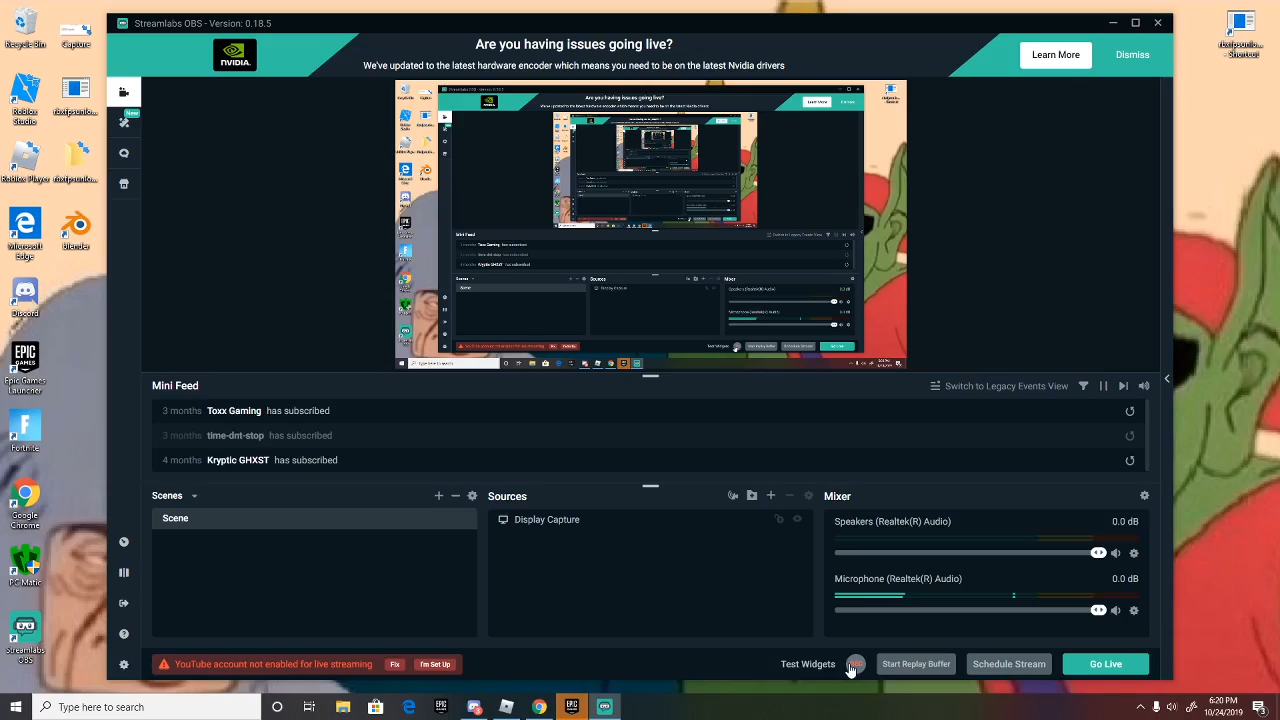 Streamlabs OBS - Version: 0.18.5
NVIDIA.
Are you having issues going live?
We've updated to the latest hardware encoder which means you need to be on the latest Nvidia drivers
Learn More
Dismiss
New
Recycle Bin
Capture
Roblox Studio
rbxfpsunlo...
Roblox Player
rbxfpsunlo...
Microsoft Edge
blender
Discord
Epic Games Launcher
Fortnite
Google Chrome
PC Matic
Streamlabs OBS
rbxfpsunlo... - Shortcut
Mini Feed
Switch to Legacy Events View
3 months Toxx Gaming has subscribed
3 months time-dnt-stop has subscribed
4 months Kryptic GHXST has subscribed
Scenes
Sources
Mixer
Scene
Display Capture
Speakers (Realtek(R) Audio) 0.0 dB
Microphone (Realtek(R) Audio) 0.0 dB
YouTube account not enabled for live streaming
Fix
I'm Set Up
Test Widgets
Start Replay Buffer
Schedule Stream
Go Live
Type here to search
6:20 PM
10/24/2019